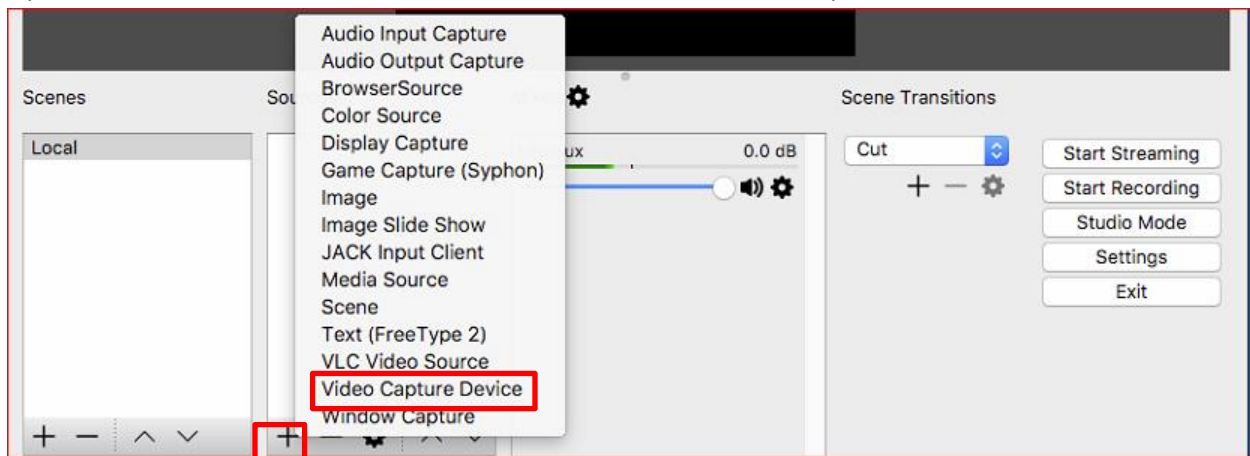 Audio Input Capture
Audio Output Capture
BrowserSource
Color Source
Display Capture
Game Capture (Syphon)
Image
Image Slide Show
JACK Input Client
Media Source
Scene
Text (FreeType 2)
VLC Video Source
Video Capture Device
Window Capture
Scenes
Local
Sou
ux 0.0 dB
Scene Transitions
Cut
Start Streaming
Start Recording
Studio Mode
Settings
Exit